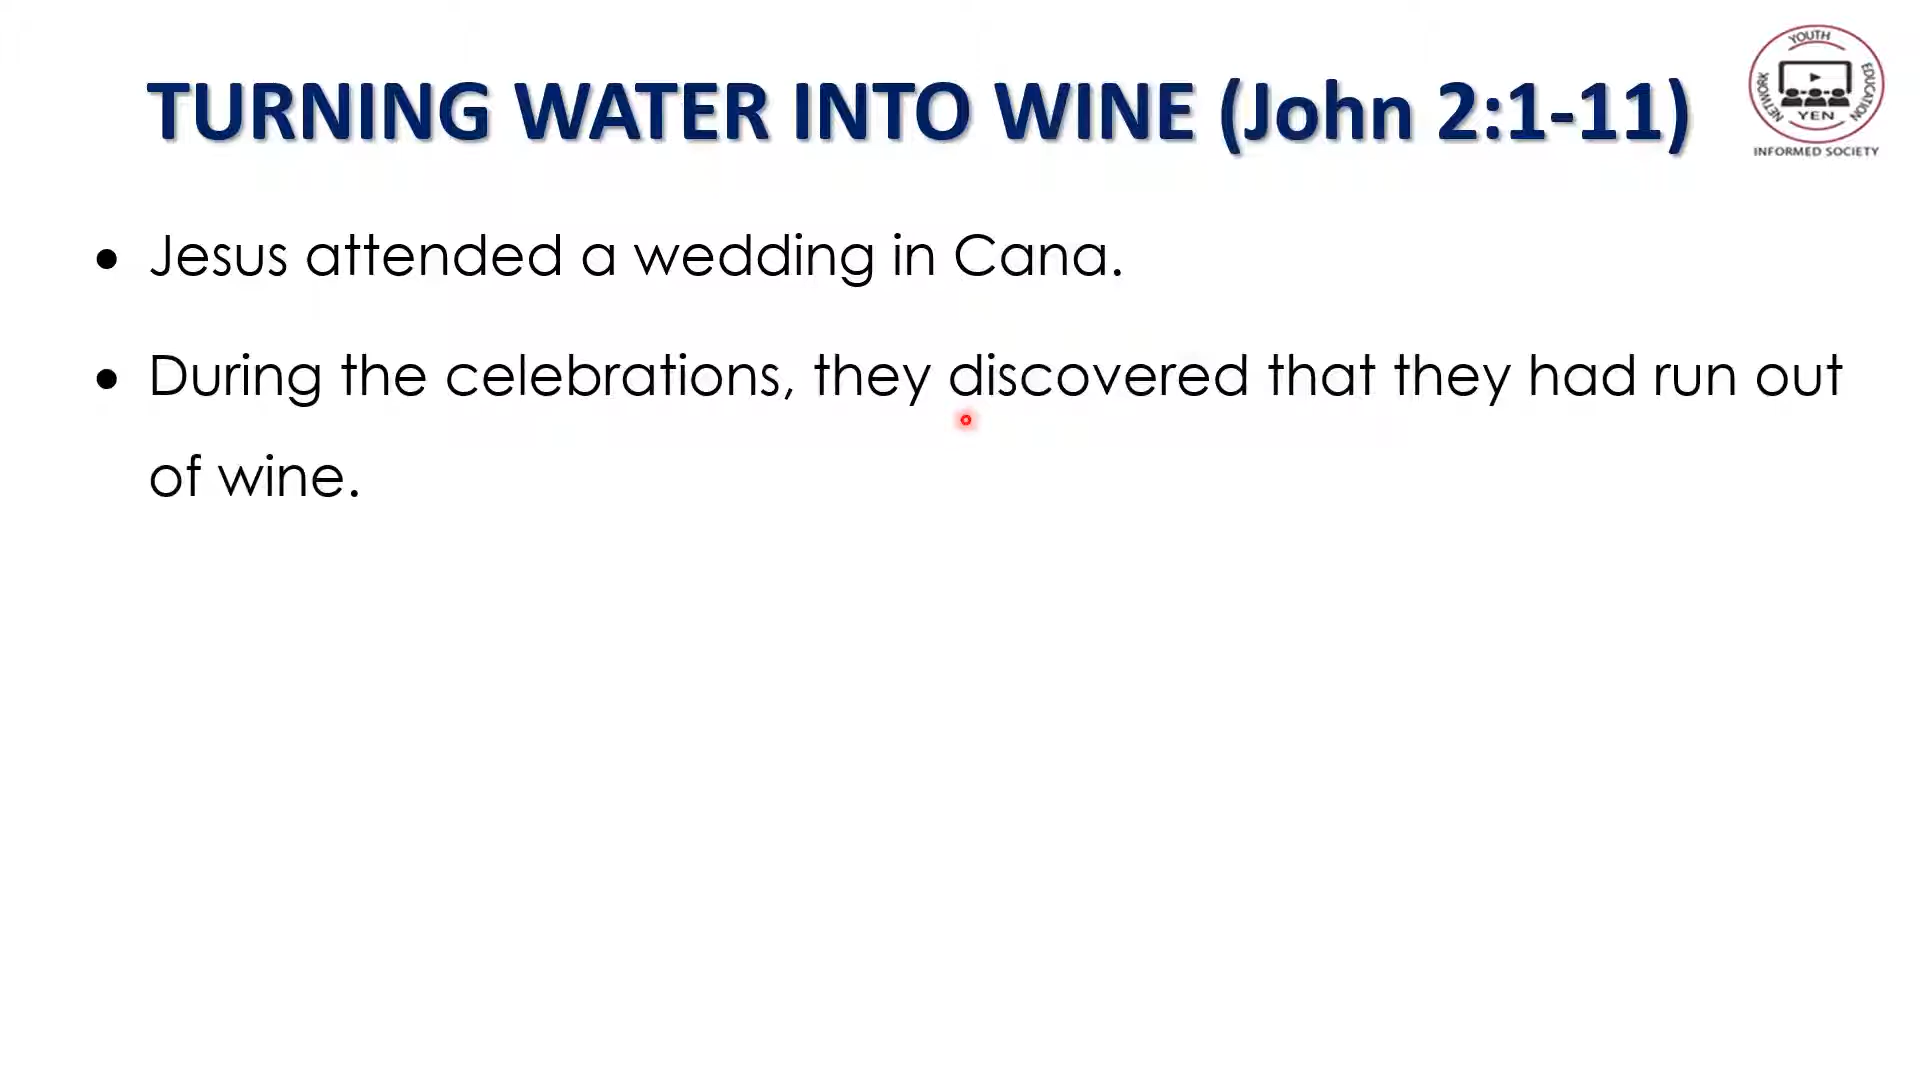 TURNING WATER INTO WINE (John 2:1-11)
YOUTH
EDUCATION
NETWORK
YEN
INFORMED SOCIETY
• Jesus attended a wedding in Cana.
• During the celebrations, they discovered that they had run out
of wine.